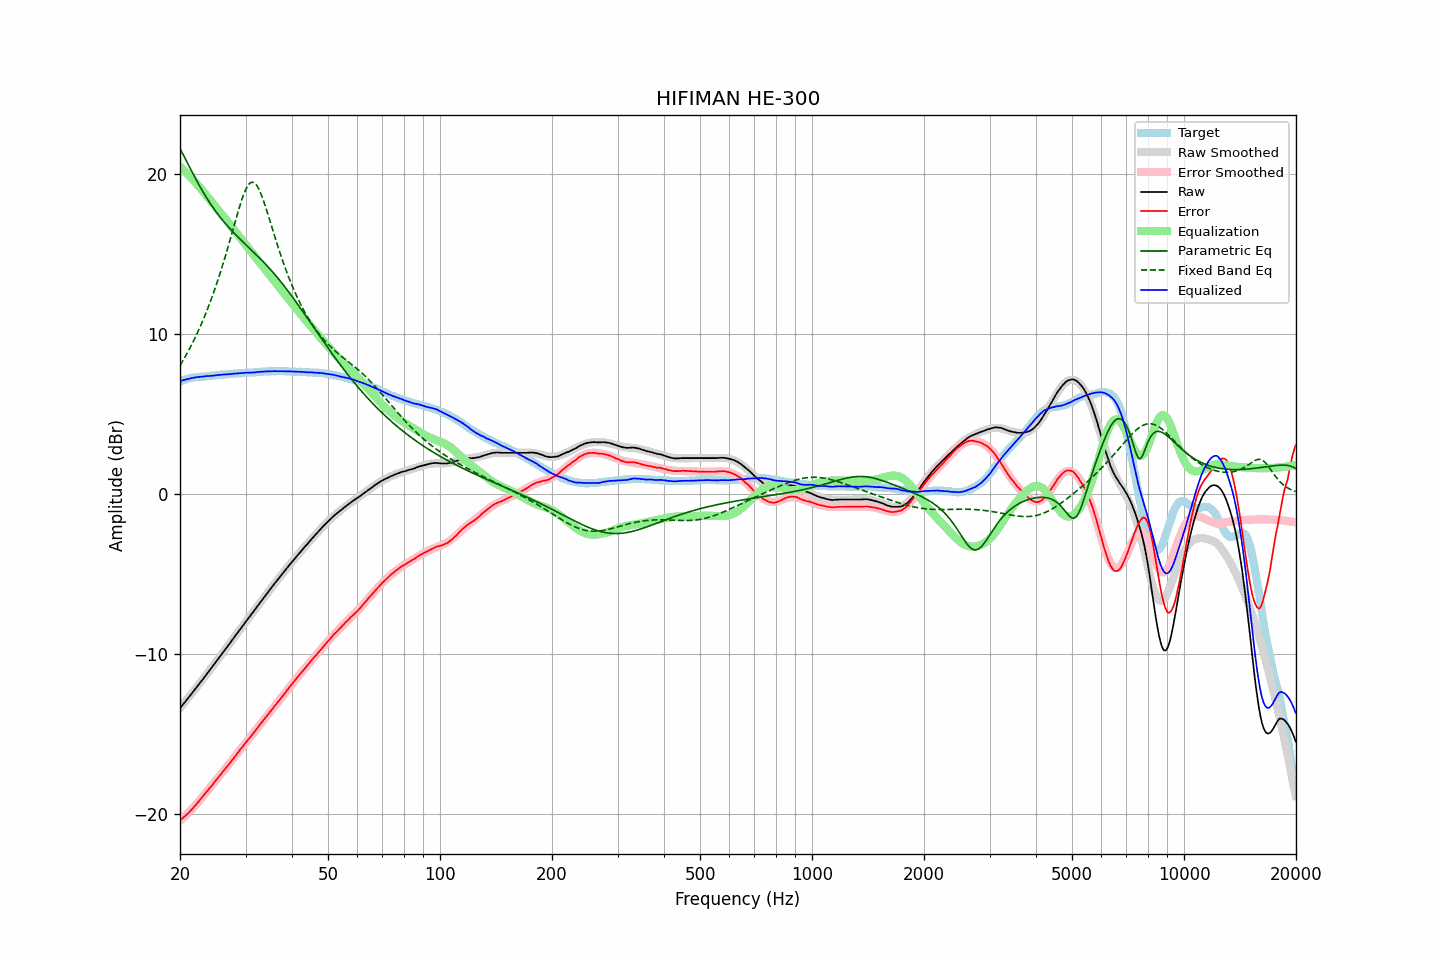 HIFIMAN HE-300
Target
Raw Smoothed
Error Smoothed
Raw
Error
Equalization
Parametric Eq
Fixed Band Eq
Equalized
Amplitude (dBr)
20
10
0
−10
−20
20
50
100
200
500
1000
2000
5000
10000
20000
Frequency (Hz)